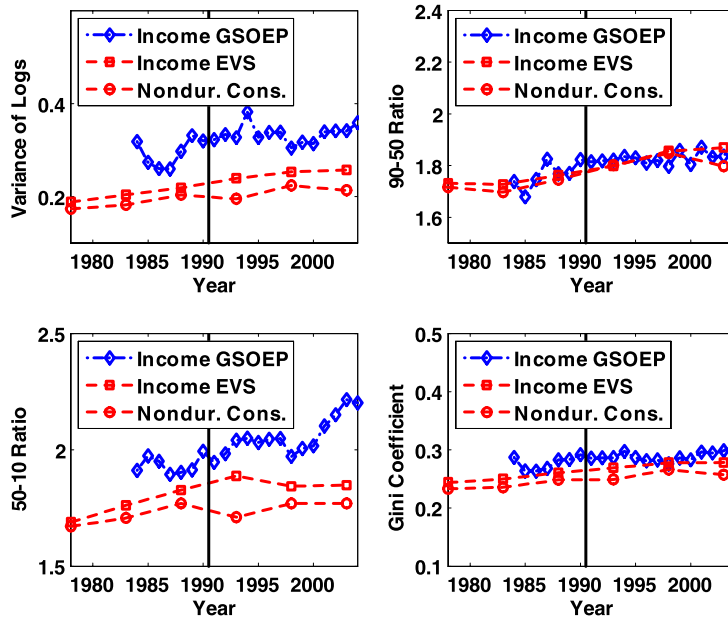 Income GSOEP
Income EVS
Nondur. Cons.
0.4
0.2
Variance of Logs
1980 1985 1990 1995 2000
Year
2.4
2.2
2
1.8
1.6
90-50 Ratio
Income GSOEP
Income EVS
Nondur. Cons.
1980 1985 1990 1995 2000
Year
2.5
2
1.5
50-10 Ratio
Income GSOEP
Income EVS
Nondur. Cons.
1980 1985 1990 1995 2000
Year
0.5
0.4
0.3
0.2
0.1
Gini Coefficient
Income GSOEP
Income EVS
Nondur. Cons.
1980 1985 1990 1995 2000
Year